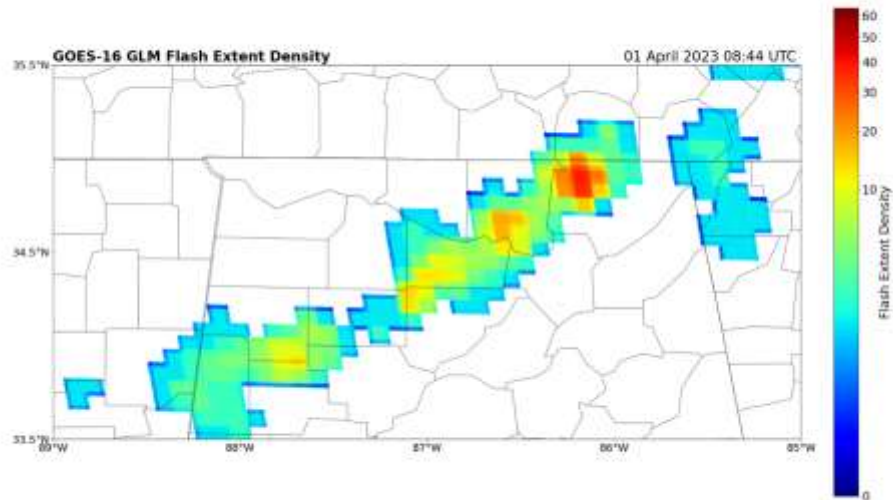 GOES-16 GLM Flash Extent Density 01 April 2023 08:44 UTC
35.5°N
34.5°N
33.5°N
89°W 88°W 87°W 86°W 85°W
60
50
40
30
20
10
0
Flash Extent Density